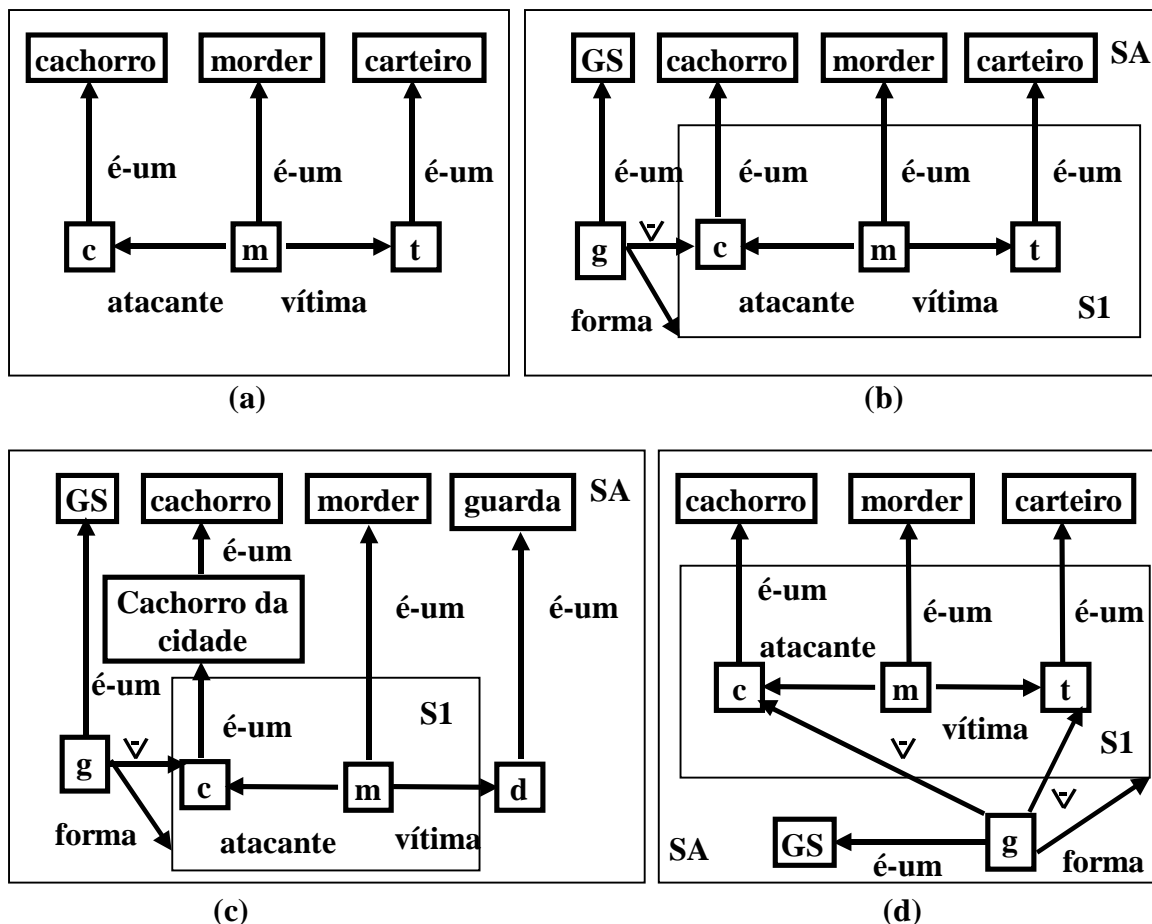 cachorro morder carteiro
é-um é-um é-um
c m t
atacante vítima
(a)
GS cachorro morder carteiro SA
é-um é-um é-um é-um
∀
g c m t
forma atacante vítima S1
(b)
GS cachorro morder guarda SA
é-um
Cachorro da
cidade
é-um é-um
é-um é-um S1
∀
g c m d
forma atacante vítima
(c)
cachorro morder carteiro
é-um é-um é-um
atacante
c m t
vítima
∀ S1
∀
SA GS g
é-um forma
(d)